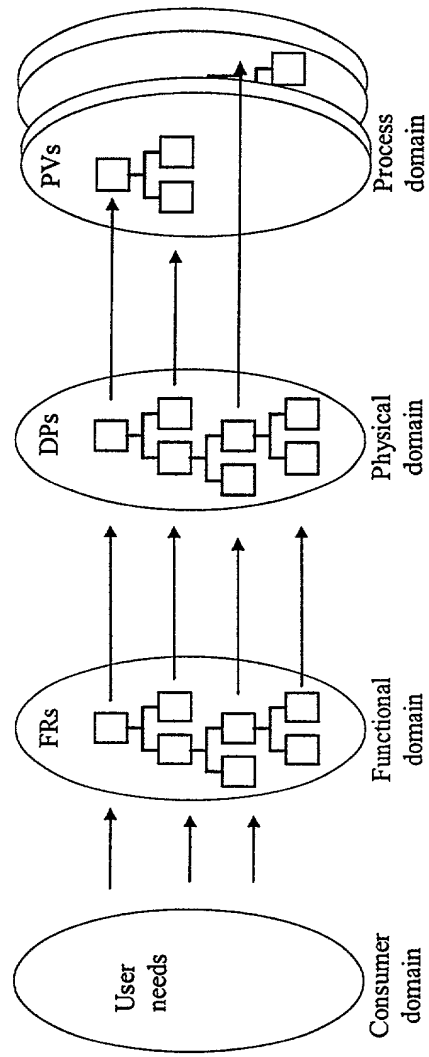 User
needs
FRs
DPs
PVs
Consumer
domain
Functional
domain
Physical
domain
Process
domain